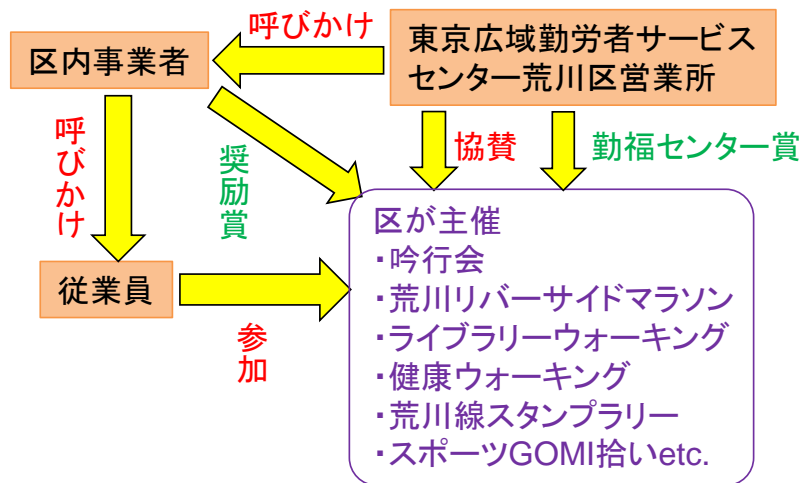 呼びかけ
区内事業者
東京広域勤労者サービス
センター荒川区営業所
呼びかけ
奨励賞
協賛
勤福センター賞
従業員
参加
区が主催
・吟行会
・荒川リバーサイドマラソン
・ライブラリーウォーキング
・健康ウォーキング
・荒川線スタンプラリー
・スポーツGOMI拾いetc.